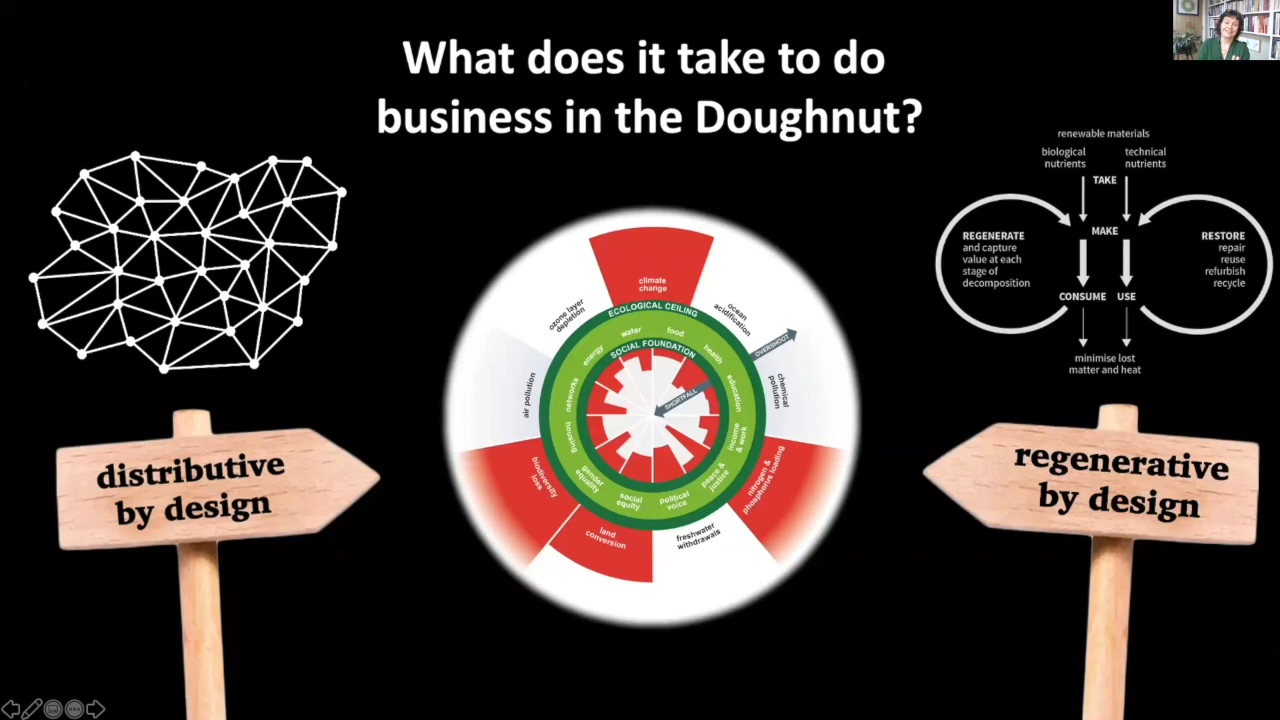 What does it take to do
business in the Doughnut?
renewable materials
biological
nutrients
technical
nutrients
TAKE
REGENERATE
and capture
value at each
stage of
decomposition
MAKE
RESTORE
repair
reuse
refurbish
recycle
CONSUME
USE
minimise lost
matter and heat
climate
change
ozone layer
depletion
ocean
acidification
ECOLOGICAL CEILING
water
food
energy
health
SOCIAL FOUNDATION
OVERSHOOT
SHORTFALL
air pollution
networks
education
chemical
pollution
housing
income
& work
gender
equality
peace &
justice
social
equity
political
voice
biodiversity
loss
nitrogen &
phosphorus loading
land
conversion
freshwater
withdrawals
distributive
by design
regenerative
by design